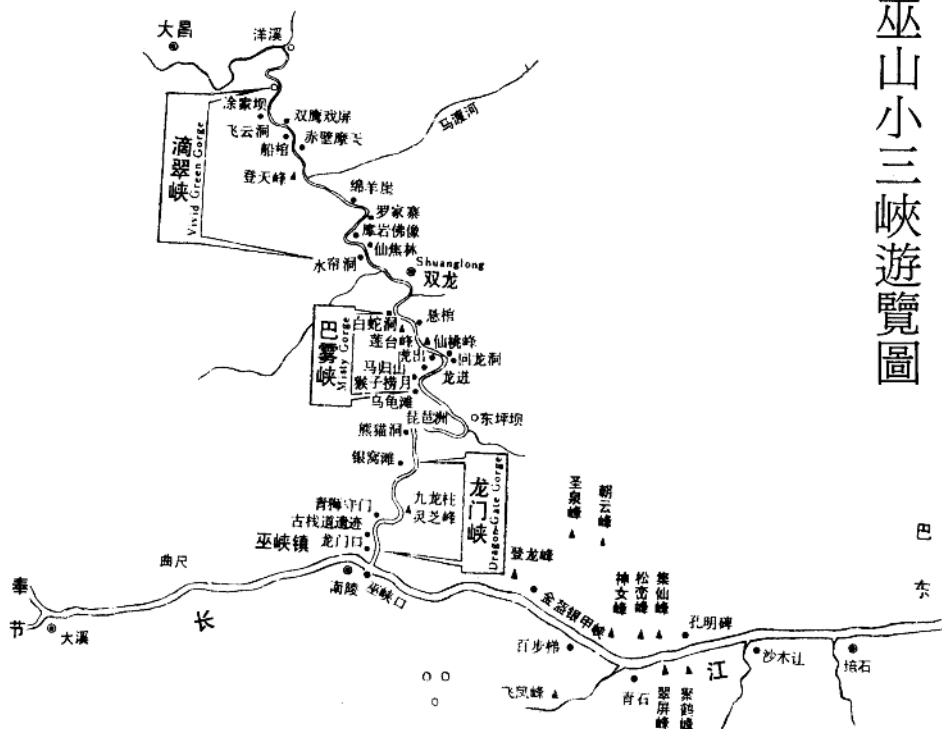 巫山小三峽遊覽圖
大昌
洋溪
涂家坝
双鹰戏屏
飞云洞
赤壁摩天
船棺
马渡河
滴翠峡
Vivid Green Gorge
登天峰
绵羊崖
罗家寨
摩岩佛像
仙蕉林
水帘洞
Shuanglong
双龙
白蛇洞
悬棺
巴雾峡
Misty Gorge
莲台峰
仙桃峰
龙出
回龙洞
马归山
龙进
猴子捞月
乌龟滩
琵琶洲
东坪坝
熊猫洞
银窝滩
龙门峡
Dragon-Gate Gorge
青狮守门
九龙柱
灵芝峰
古栈道遗迹
巫峡镇
龙门口
圣泉峰
朝云峰
曲尺
登龙峰
巴东
奉节
大溪
长江
南陵
巫峡口
金盔银甲峡
神女峰
松峦峰
集仙峰
孔明碑
百步梯
沙木
培石
飞凤峰
青石
翠屏峰
聚鹤峰